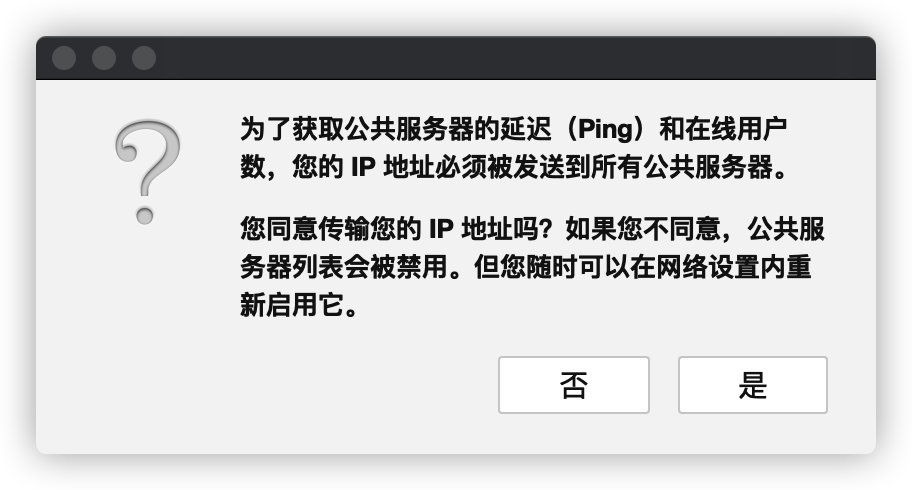 为了获取公共服务器的延迟（Ping）和在线用户
数，您的 IP 地址必须被发送到所有公共服务器。
您同意传输您的 IP 地址吗？如果您不同意，公共服
务器列表会被禁用。但您随时可以在网络设置内重
新启用它。
否
是